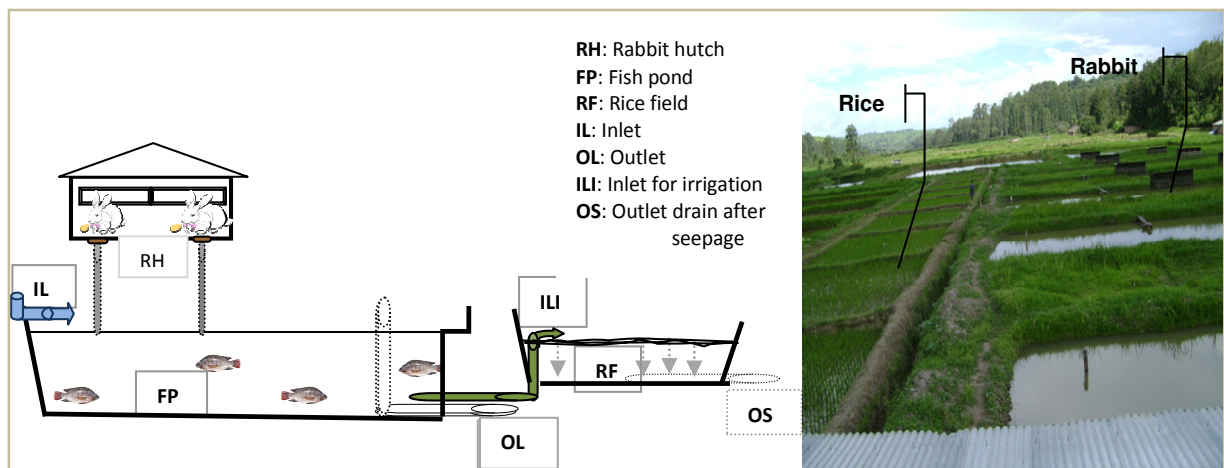 RH: Rabbit hutch
FP: Fish pond
RF: Rice field
IL: Inlet
OL: Outlet
ILI: Inlet for irrigation
OS: Outlet drain after
seepage
Rabbit
Rice
RH
IL
ILI
RF
FP
OS
OL